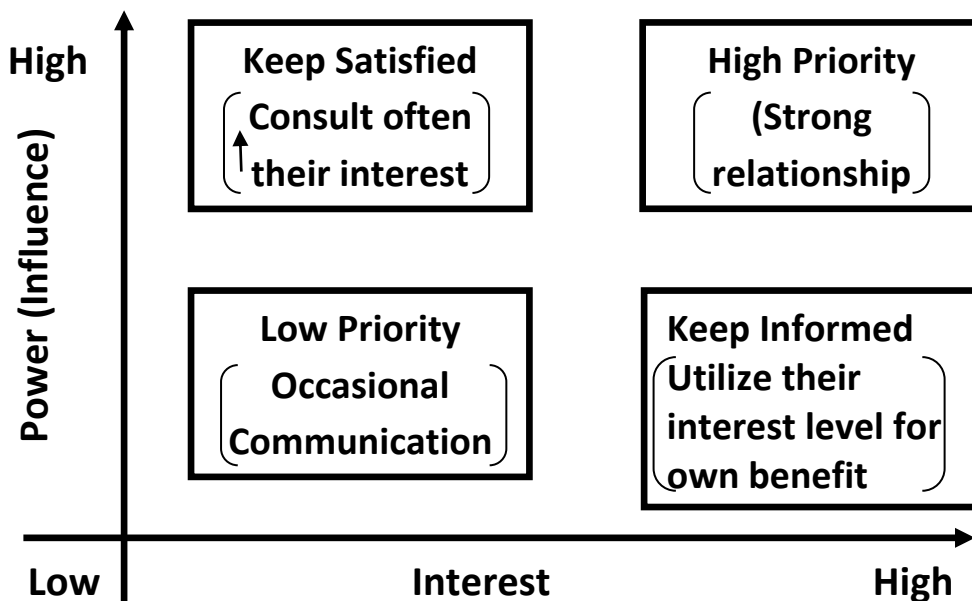 High
Power (Influence)
Keep Satisfied
Consult often
their interest
High Priority
(Strong
relationship
Low Priority
Occasional
Communication
Keep Informed
Utilize their
interest level for
own benefit
Low
Interest
High